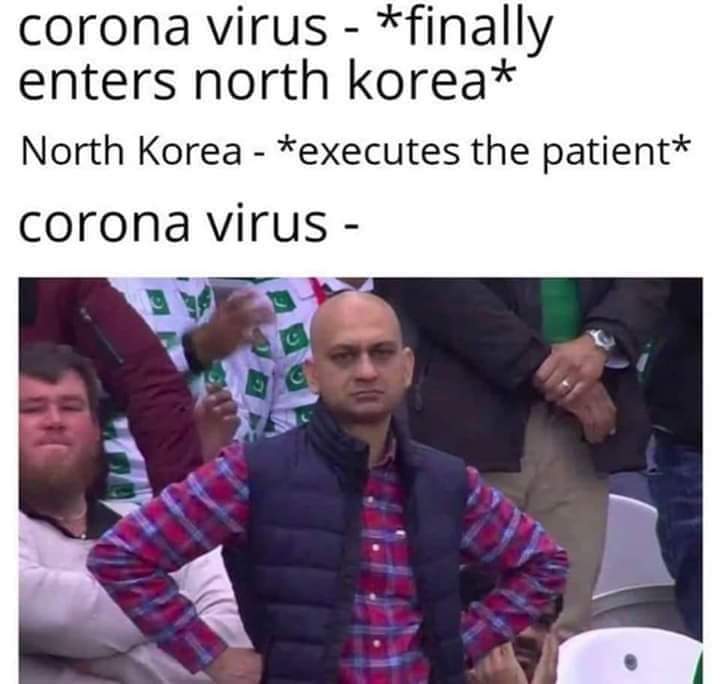 corona virus - *finally
enters north korea*
North Korea - *executes the patient*
corona virus -